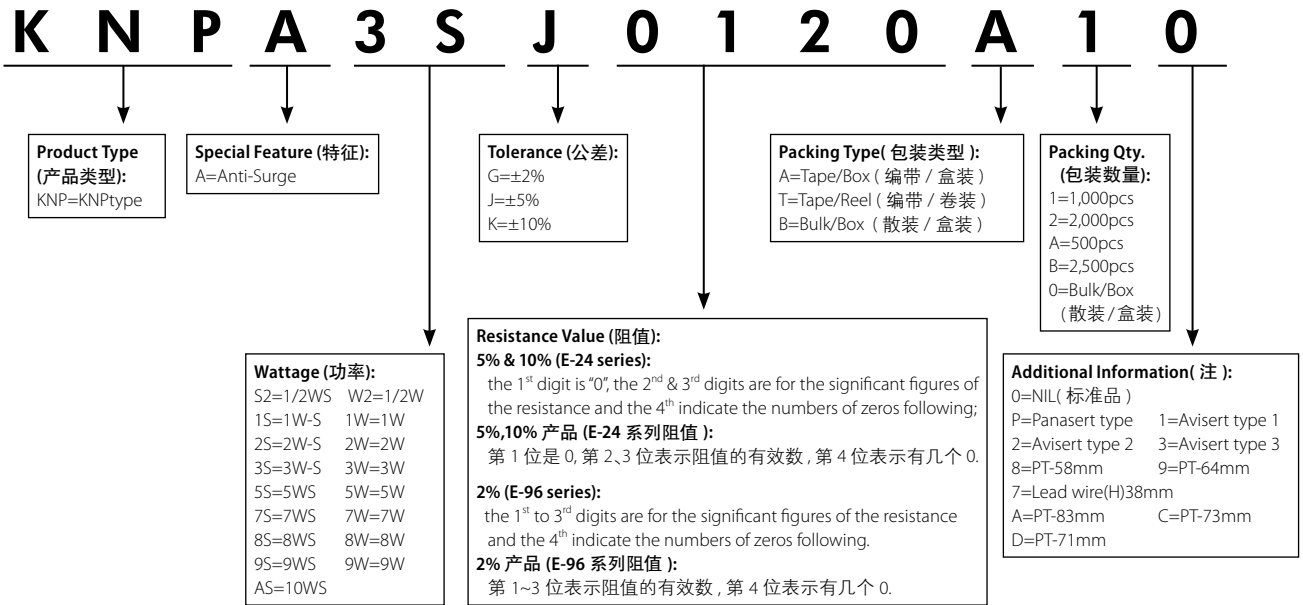 K N P A 3 S J 0 1 2 0 A 1 0
Product Type
(产品类型):
KNP=KNPtype
Special Feature (特征):
A=Anti-Surge
Tolerance (公差):
G=±2%
J=±5%
K=±10%
Packing Type( 包装类型 ):
A=Tape/Box ( 编带 / 盒装 )
T=Tape/Reel ( 编带 / 卷装 )
B=Bulk/Box ( 散装 / 盒装 )
Packing Qty.
(包装数量):
1=1,000pcs
2=2,000pcs
A=500pcs
B=2,500pcs
0=Bulk/Box
(散装 / 盒装)
Wattage (功率):
S2=1/2WS W2=1/2W
1S=1W-S 1W=1W
2S=2W-S 2W=2W
3S=3W-S 3W=3W
5S=5WS 5W=5W
7S=7WS 7W=7W
8S=8WS 8W=8W
9S=9WS 9W=9W
AS=10WS
Resistance Value (阻值):
5% & 10% (E-24 series):
the 1st digit is "0", the 2nd & 3rd digits are for the significant figures of
the resistance and the 4th indicate the numbers of zeros following;
5%,10% 产品 (E-24 系列阻值 ):
第 1 位是 0, 第 2、3 位表示阻值的有效数 , 第 4 位表示有几个 0.
2% (E-96 series):
the 1st to 3rd digits are for the significant figures of the resistance
and the 4th indicate the numbers of zeros following.
2% 产品 (E-96 系列阻值 ):
第 1~3 位表示阻值的有效数 , 第 4 位表示有几个 0.
Additional Information( 注 ):
0=NIL( 标准品 )
P=Panasert type 1=Avisert type 1
2=Avisert type 2 3=Avisert type 3
8=PT-58mm 9=PT-64mm
7=Lead wire(H)38mm
A=PT-83mm C=PT-73mm
D=PT-71mm